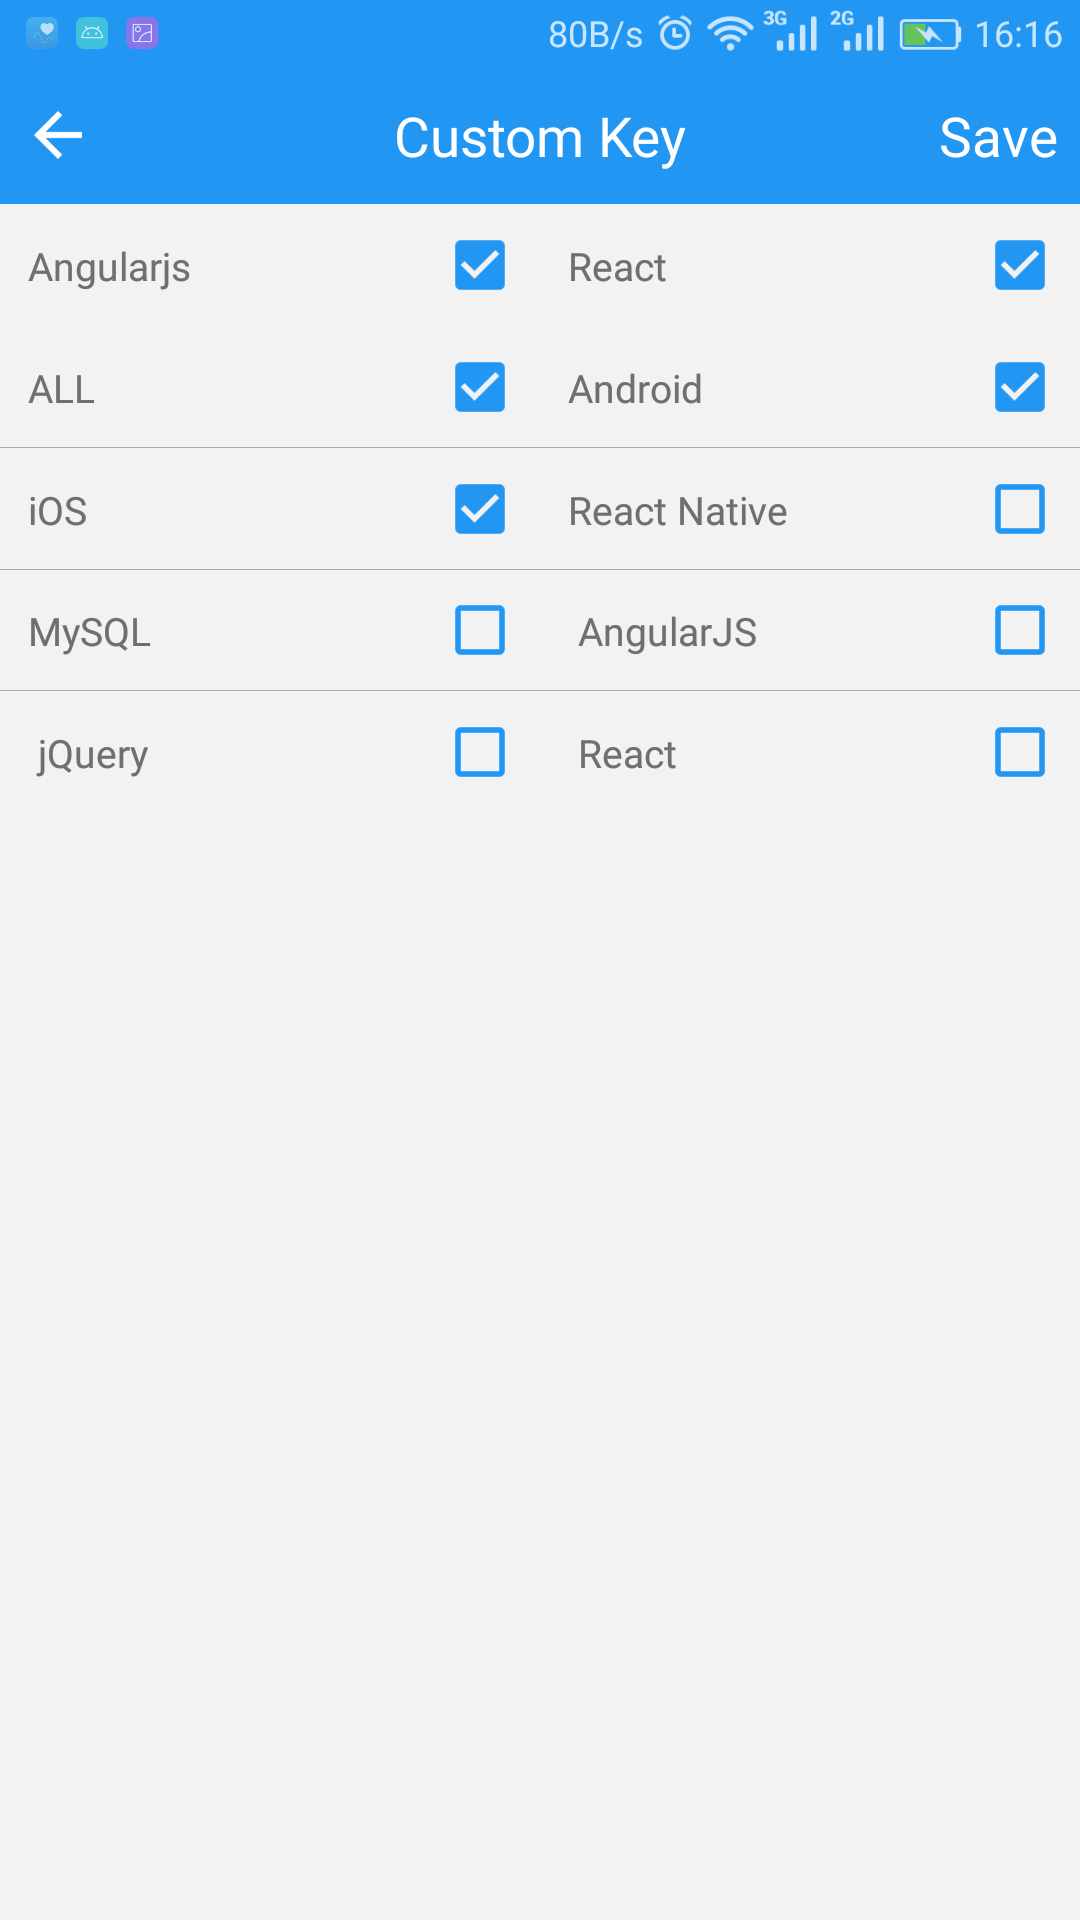 80B/s 3G 2G 16:16
Custom Key Save
Angularjs React
ALL Android
iOS React Native
MySQL AngularJS
jQuery React